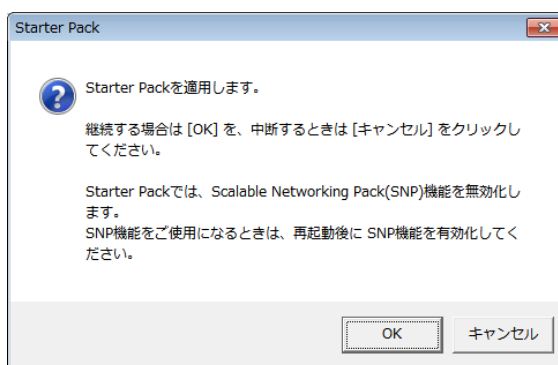 Starter Pack
Starter Packを適用します。
継続する場合は [OK] を、中断するときは [キャンセル] をクリックし
てください。
Starter Packでは、Scalable Networking Pack(SNP)機能を無効化し
ます。
SNP機能をご使用になるときは、再起動後に SNP機能を有効化してく
ださい。
OK
キャンセル